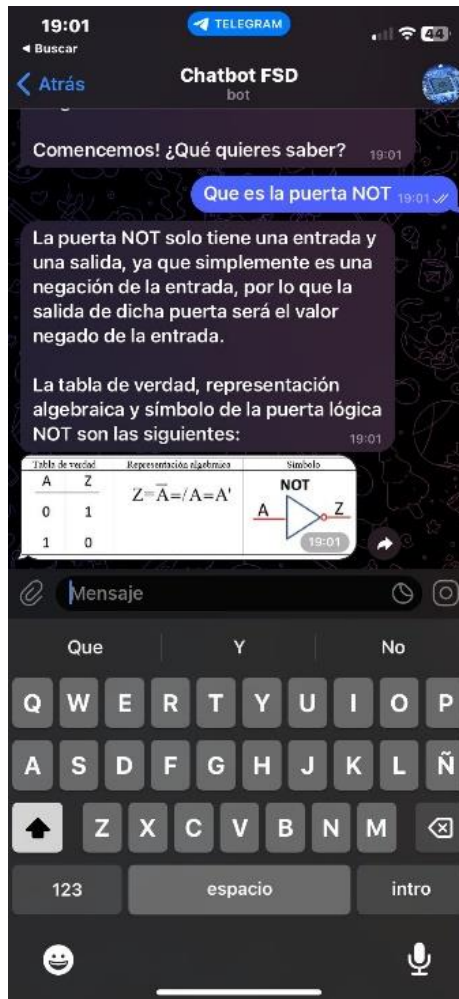 19:01
TELEGRAM
44
Buscar
Atrás
Chatbot FSD
bot
Comencemos! ¿Qué quieres saber? 19:01
Que es la puerta NOT 19:01
La puerta NOT solo tiene una entrada y
una salida, ya que simplemente es una
negación de la entrada, por lo que la
salida de dicha puerta será el valor
negado de la entrada.
La tabla de verdad, representación
algebraica y símbolo de la puerta lógica
NOT son las siguientes: 19:01
Tabla de verdad Representación algebraica Símbolo
A Z
Z=A̅=/A=A'
NOT
A Z
0 1
19:01
1 0
Mensaje
Que Y No
Q W E R T Y U I O P
A S D F G H J K L Ñ
Z X C V B N M
123 espacio intro